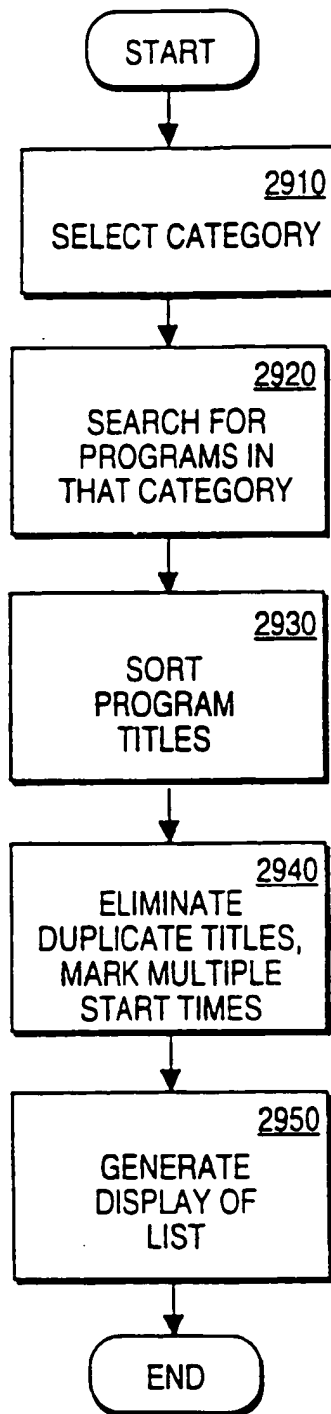 START
2910
SELECT CATEGORY
2920
SEARCH FOR
PROGRAMS IN
THAT CATEGORY
2930
SORT
PROGRAM
TITLES
2940
ELIMINATE
DUPLICATE TITLES,
MARK MULTIPLE
START TIMES
2950
GENERATE
DISPLAY OF
LIST
END